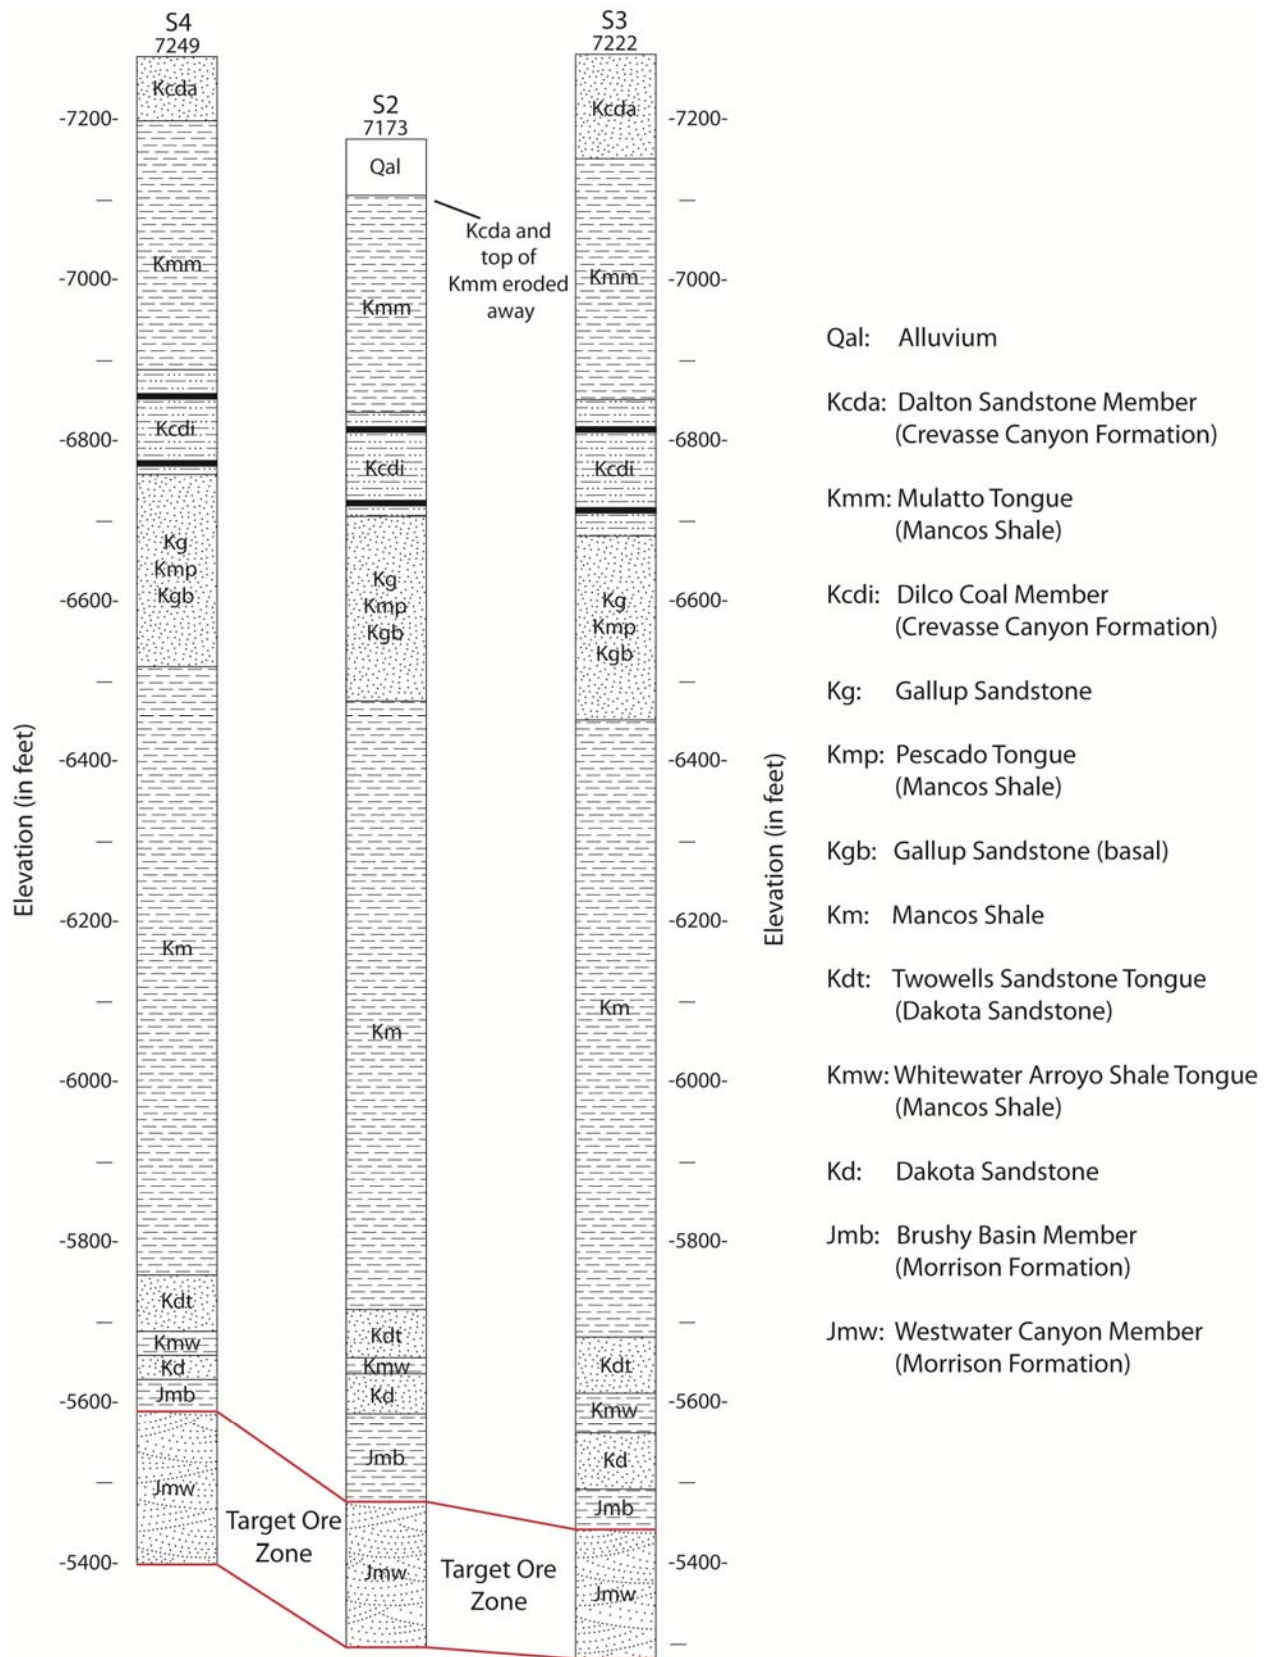 S4
7249
S2
7173
S3
7222
Kcda
Qal
Kcda
-7200-
-7200-
Kcda and
top of
Kmm eroded
away
Kmm
-7000-
Kmm
Kmm
-7000-
Kcdi
-6800-
Kcdi
Kcdi
-6800-
Kg
Kmp
Kgb
-6600-
Kg
Kmp
Kgb
Kg
Kmp
Kgb
-6600-
-6400-
-6400-
Elevation (in feet)
Elevation (in feet)
-6200-
-6200-
Km
Km
Km
-6000-
-6000-
-5800-
-5800-
Kdt
Kmw
Kd
Jmb
-5600-
Kdt
Kmw
Kd
Jmb
Kdt
Kmw
Kd
Jmb
-5600-
Jmw
Target Ore
Zone
Jmw
Target Ore
Zone
Jmw
-5400-
-5400-
Qal: Alluvium
Kcda: Dalton Sandstone Member
(Crevasse Canyon Formation)
Kmm: Mulatto Tongue
(Mancos Shale)
Kcdi: Dilco Coal Member
(Crevasse Canyon Formation)
Kg: Gallup Sandstone
Kmp: Pescado Tongue
(Mancos Shale)
Kgb: Gallup Sandstone (basal)
Km: Mancos Shale
Kdt: Twowells Sandstone Tongue
(Dakota Sandstone)
Kmw: Whitewater Arroyo Shale Tongue
(Mancos Shale)
Kd: Dakota Sandstone
Jmb: Brushy Basin Member
(Morrison Formation)
Jmw: Westwater Canyon Member
(Morrison Formation)